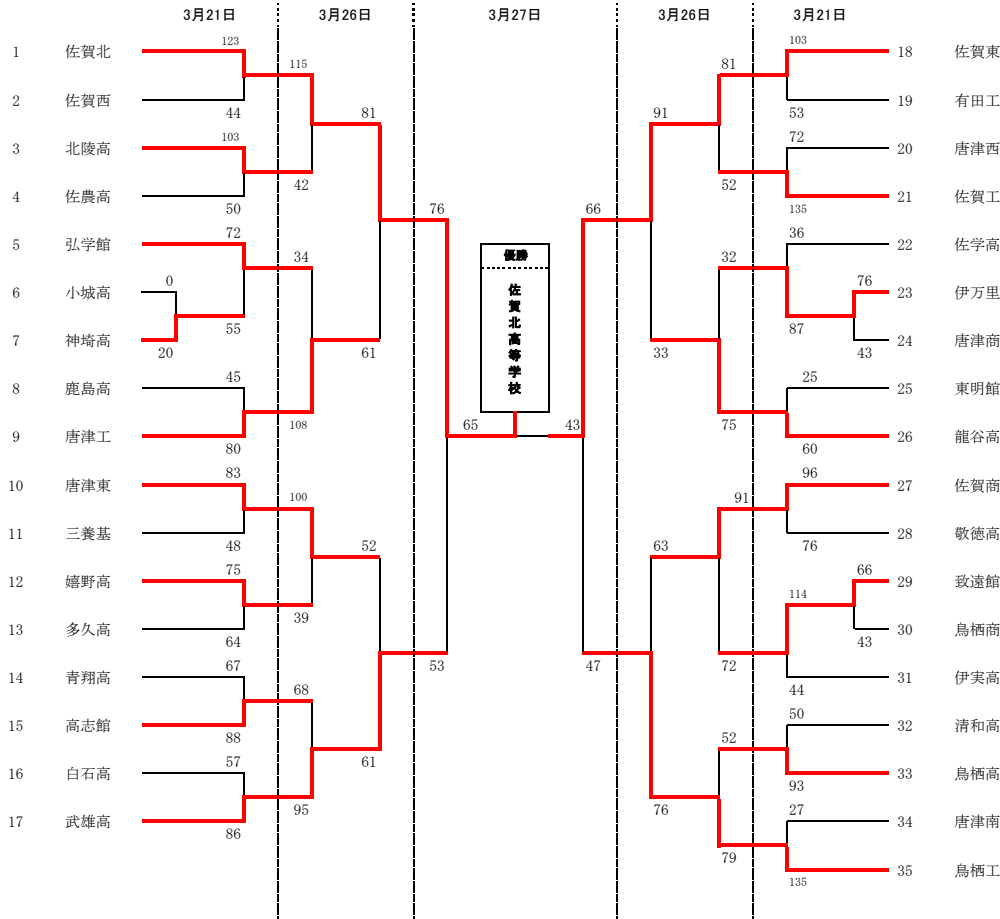 3月21日 3月26日 3月27日 3月26日 3月21日
1 佐賀北 123
115
2 佐賀西 44
81
3 北陵高 103
42
4 佐農高 50
76
5 弘学館 72
34
6 小城高 0
55
7 神埼高 20
61
8 鹿島高 45
108
9 唐津工 80
65
10 唐津東 83
100
11 三養基 48
52
12 嬉野高 75
39
13 多久高 64
53
14 青翔高 67
68
15 高志館 88
61
16 白石高 57
95
17 武雄高 86
優勝
佐賀北高等学校
103 18 佐賀東
81
53 19 有田工
91
72 20 唐津西
52
135 21 佐賀工
66
36 22 佐学高
32
76 23 伊万里
87
43 24 唐津商
33
25 25 東明館
75
60 26 龍谷高
43
96 27 佐賀商
91
76 28 敬徳高
63
66 29 致遠館
114
43 30 鳥栖商
72
44 31 伊実高
47
50 32 清和高
52
93 33 鳥栖高
76
27 34 唐津南
79
135 35 鳥栖工